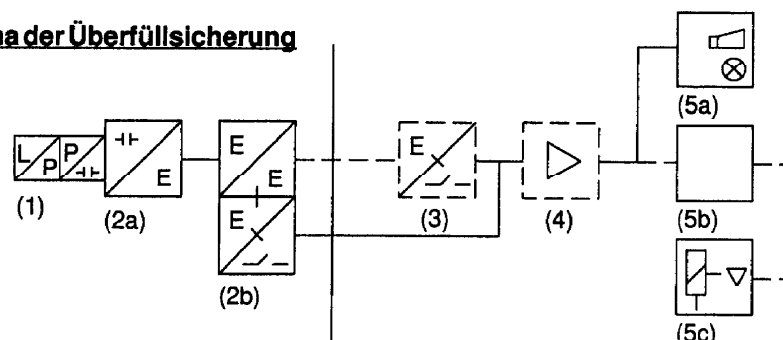 der Überfüllsicherung
(5a)
L P P E E E E
(1) (2a) (3) (4) (5b)
E
(2b)
(5c)